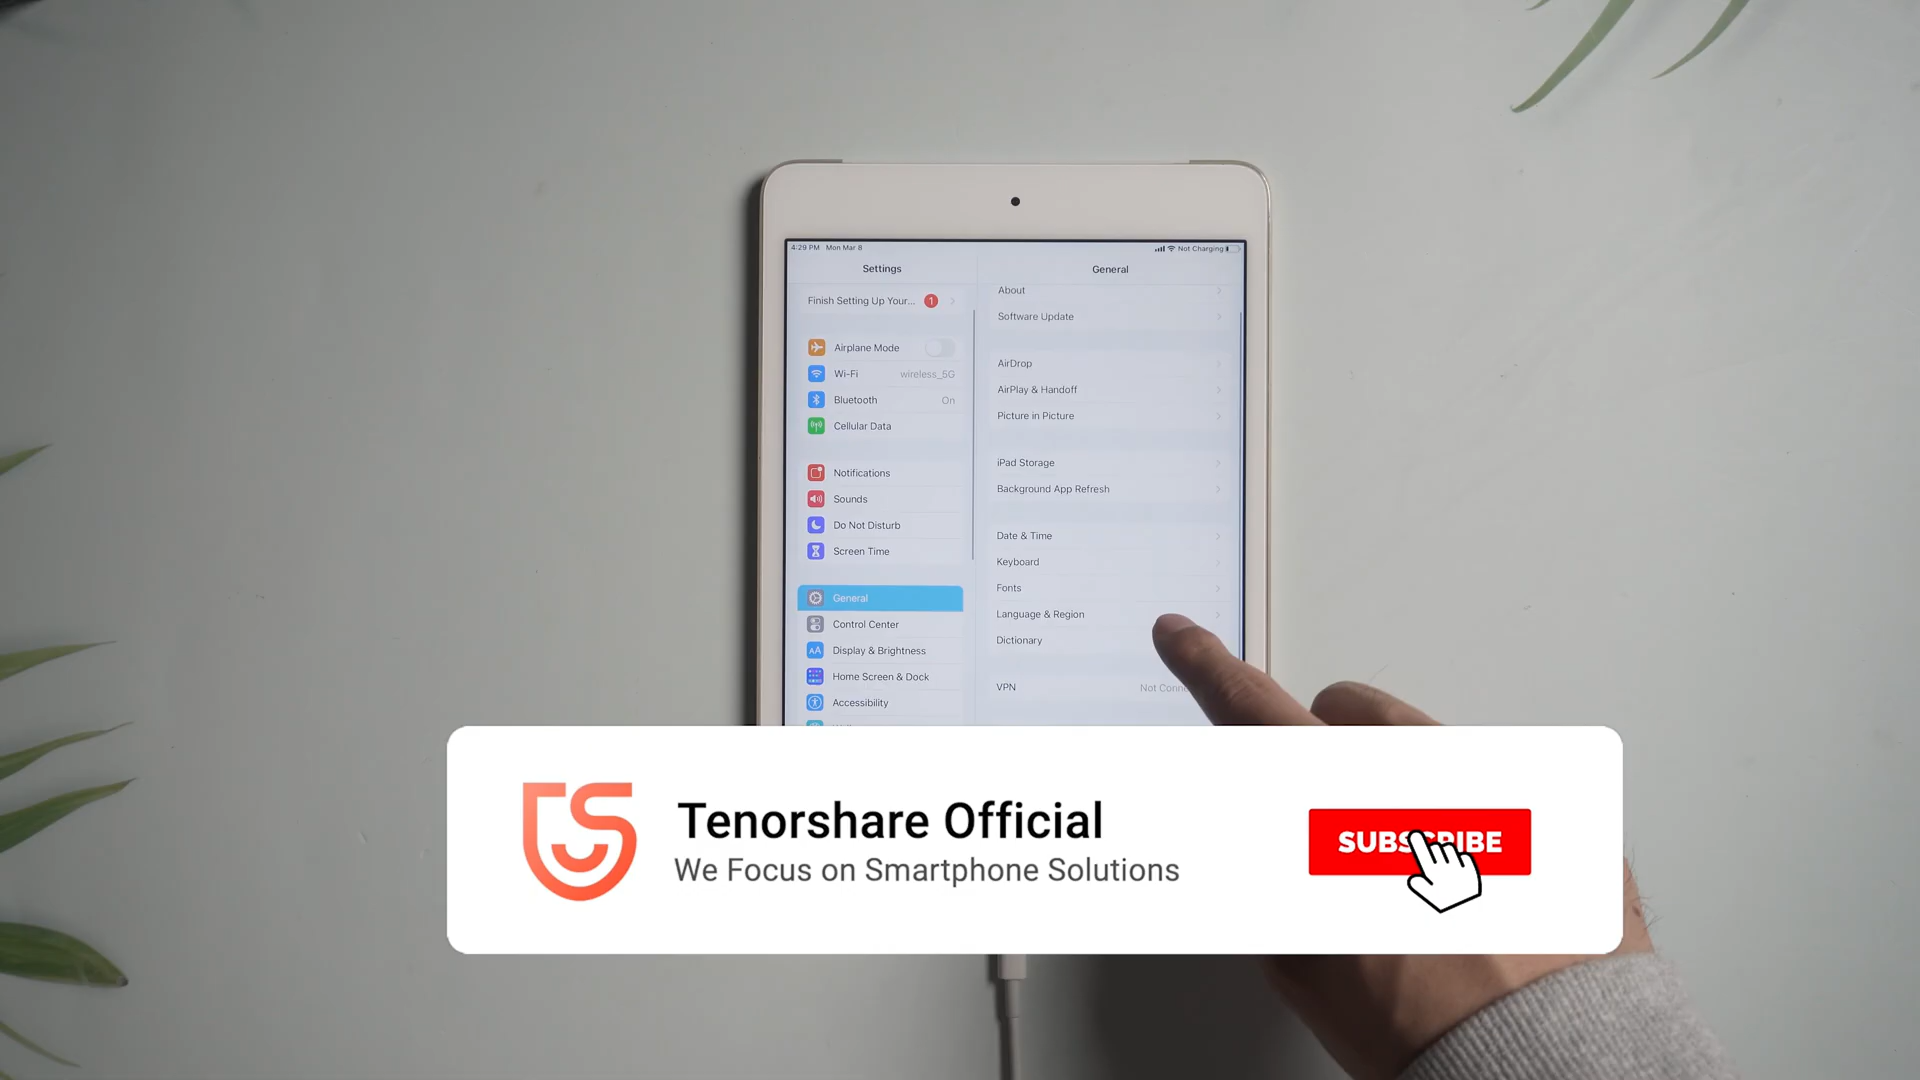 4:29 PM Mon Mar 8
Not Charging
Settings
Finish Setting Up Your... 1
Airplane Mode
Wi-Fi wireless_5G
Bluetooth On
Cellular Data
Notifications
Sounds
Do Not Disturb
Screen Time
General
Control Center
AA Display & Brightness
Home Screen & Dock
Accessibility
General
About
Software Update
AirDrop
AirPlay & Handoff
Picture in Picture
iPad Storage
Background App Refresh
Date & Time
Keyboard
Fonts
Language & Region
Dictionary
VPN Not Conne
Tenorshare Official
We Focus on Smartphone Solutions
SUBSCRIBE